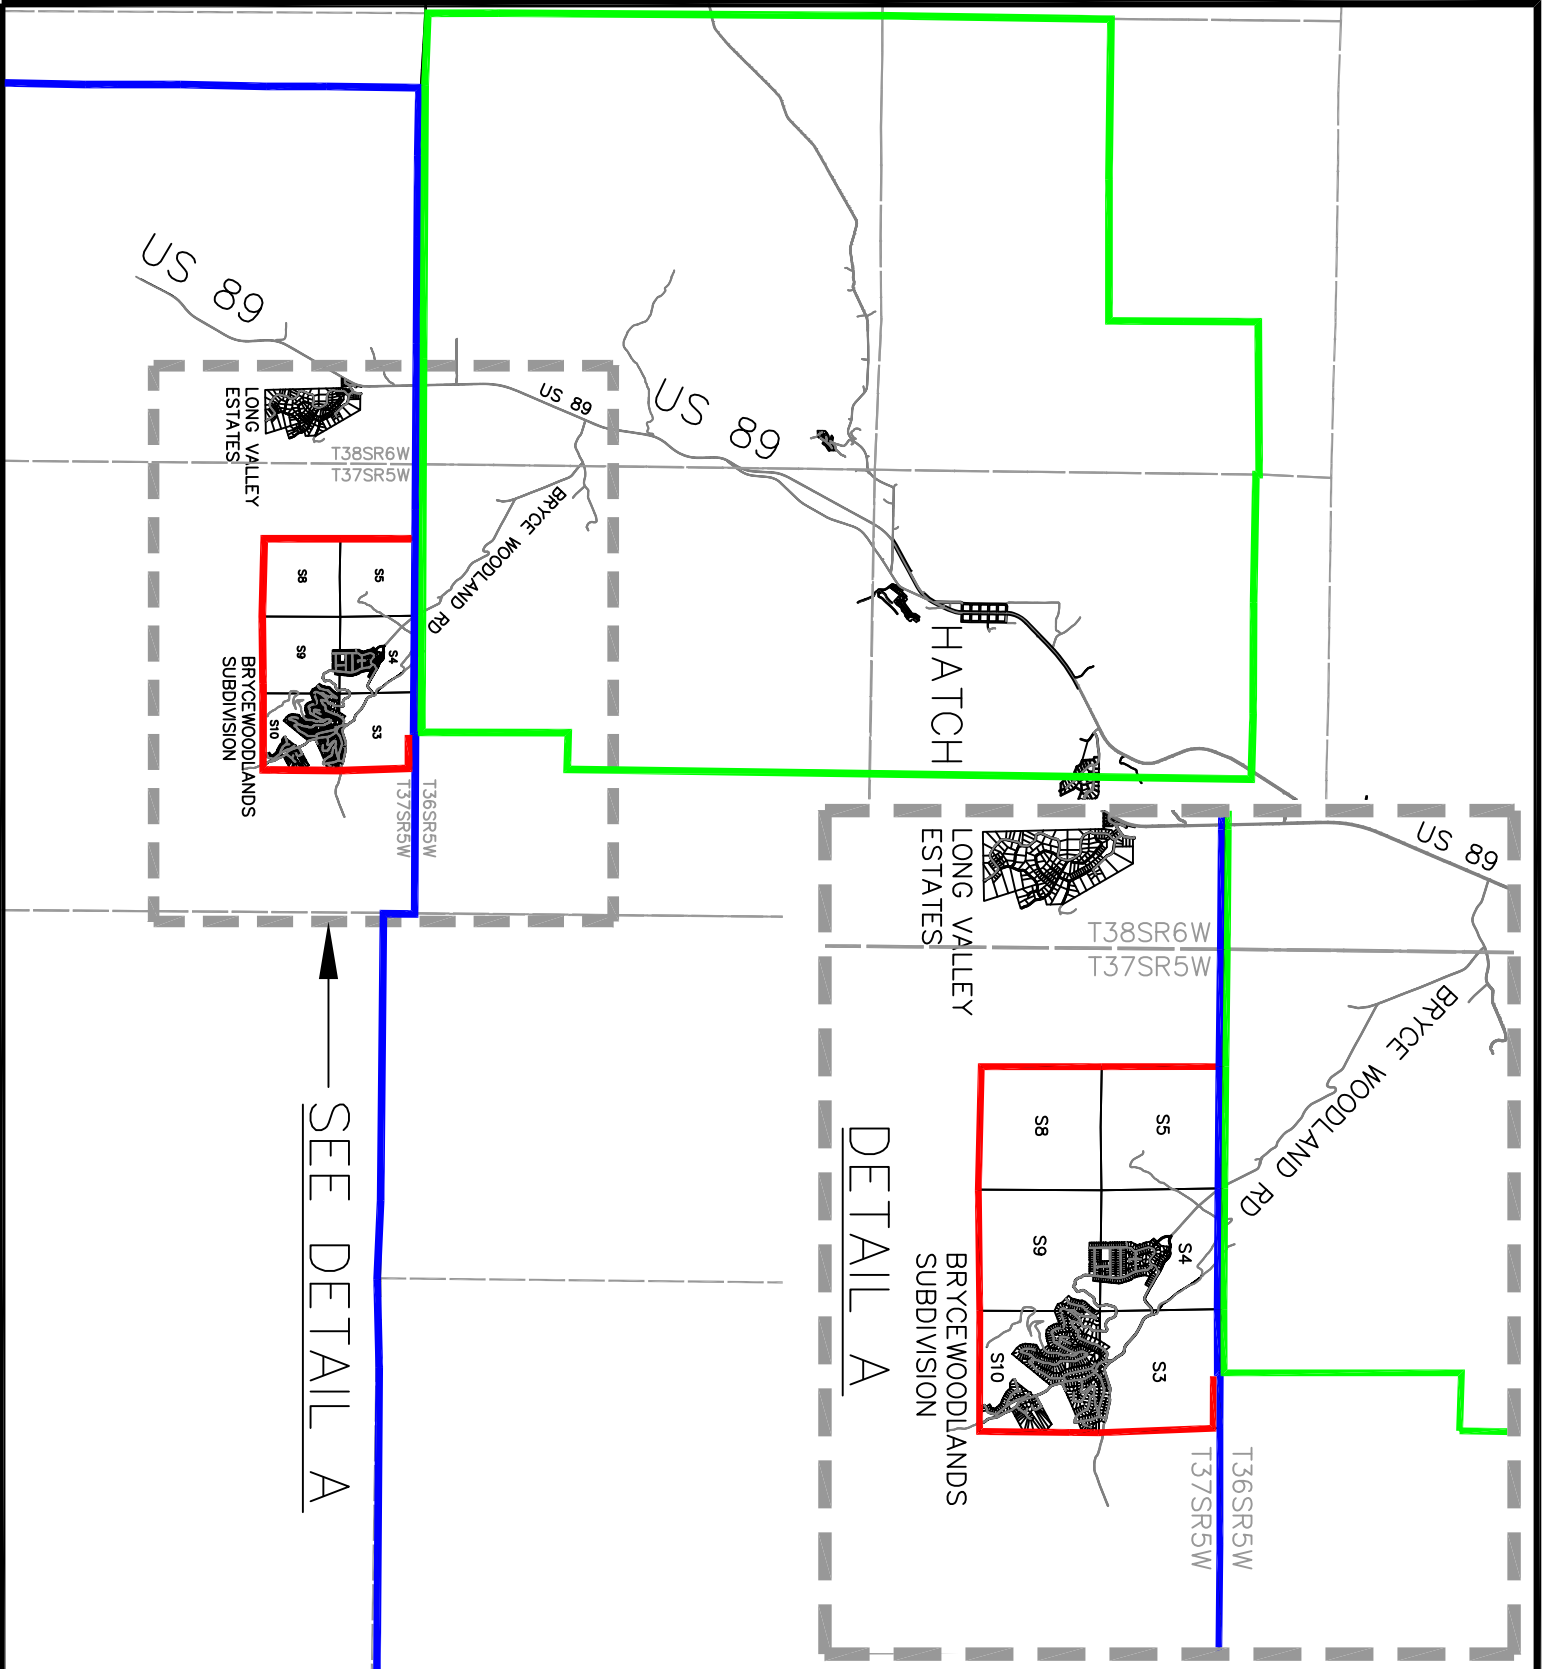 US 89
US 89
US 89
LONG VALLEY
ESTATES
T38SR6W
T37SR5W
BRYCE WOODLAND RD
S5
S8
S4
S9
S3
S10
BRYCEWOODLANDS
SUBDIVISION
T36SR5W
T37SR5W
HATCH
SEE DETAIL A
US 89
LONG VALLEY
ESTATES
T38SR6W
T37SR5W
BRYCE WOODLAND RD
S5
S8
S4
S9
S3
S10
BRYCEWOODLANDS
SUBDIVISION
T36SR5W
T37SR5W
DETAIL A